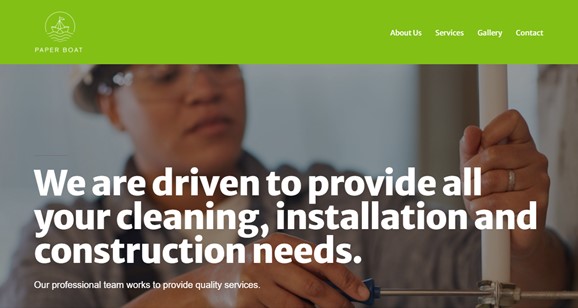 PAPER BOAT
About Us Services Gallery Contact
We are driven to provide all
your cleaning, installation and
construction needs.
Our professional team works to provide quality services.